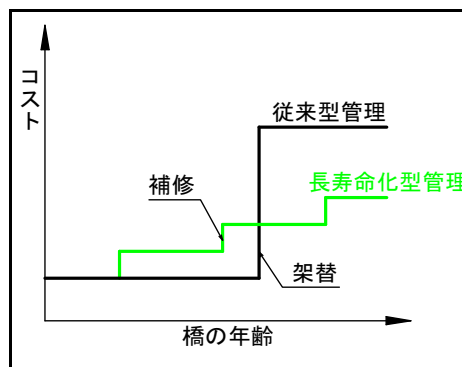 コスト
従来型管理
長寿命化型管理
補修
架替
橋の年齢